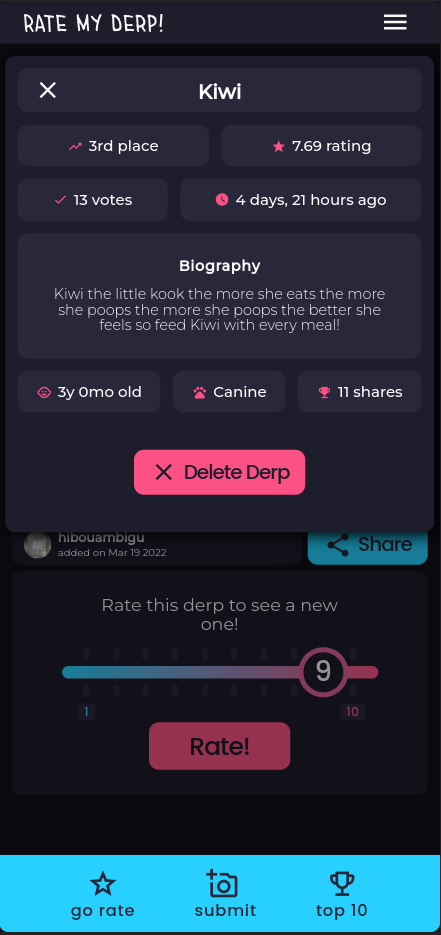 RATE MY DERP!
Kiwi
3rd place
7.69 rating
13 votes
4 days, 21 hours ago
Biography
Kiwi the little kook the more she eats the more
she poops the more she poops the better she
feels so feed Kiwi with every meal!
3y 0mo old
Canine
11 shares
Delete Derp
hibouambigu
added on Mar 19 2022
Share
Rate this derp to see a new
one!
9
1
10
Rate!
go rate
submit
top 10